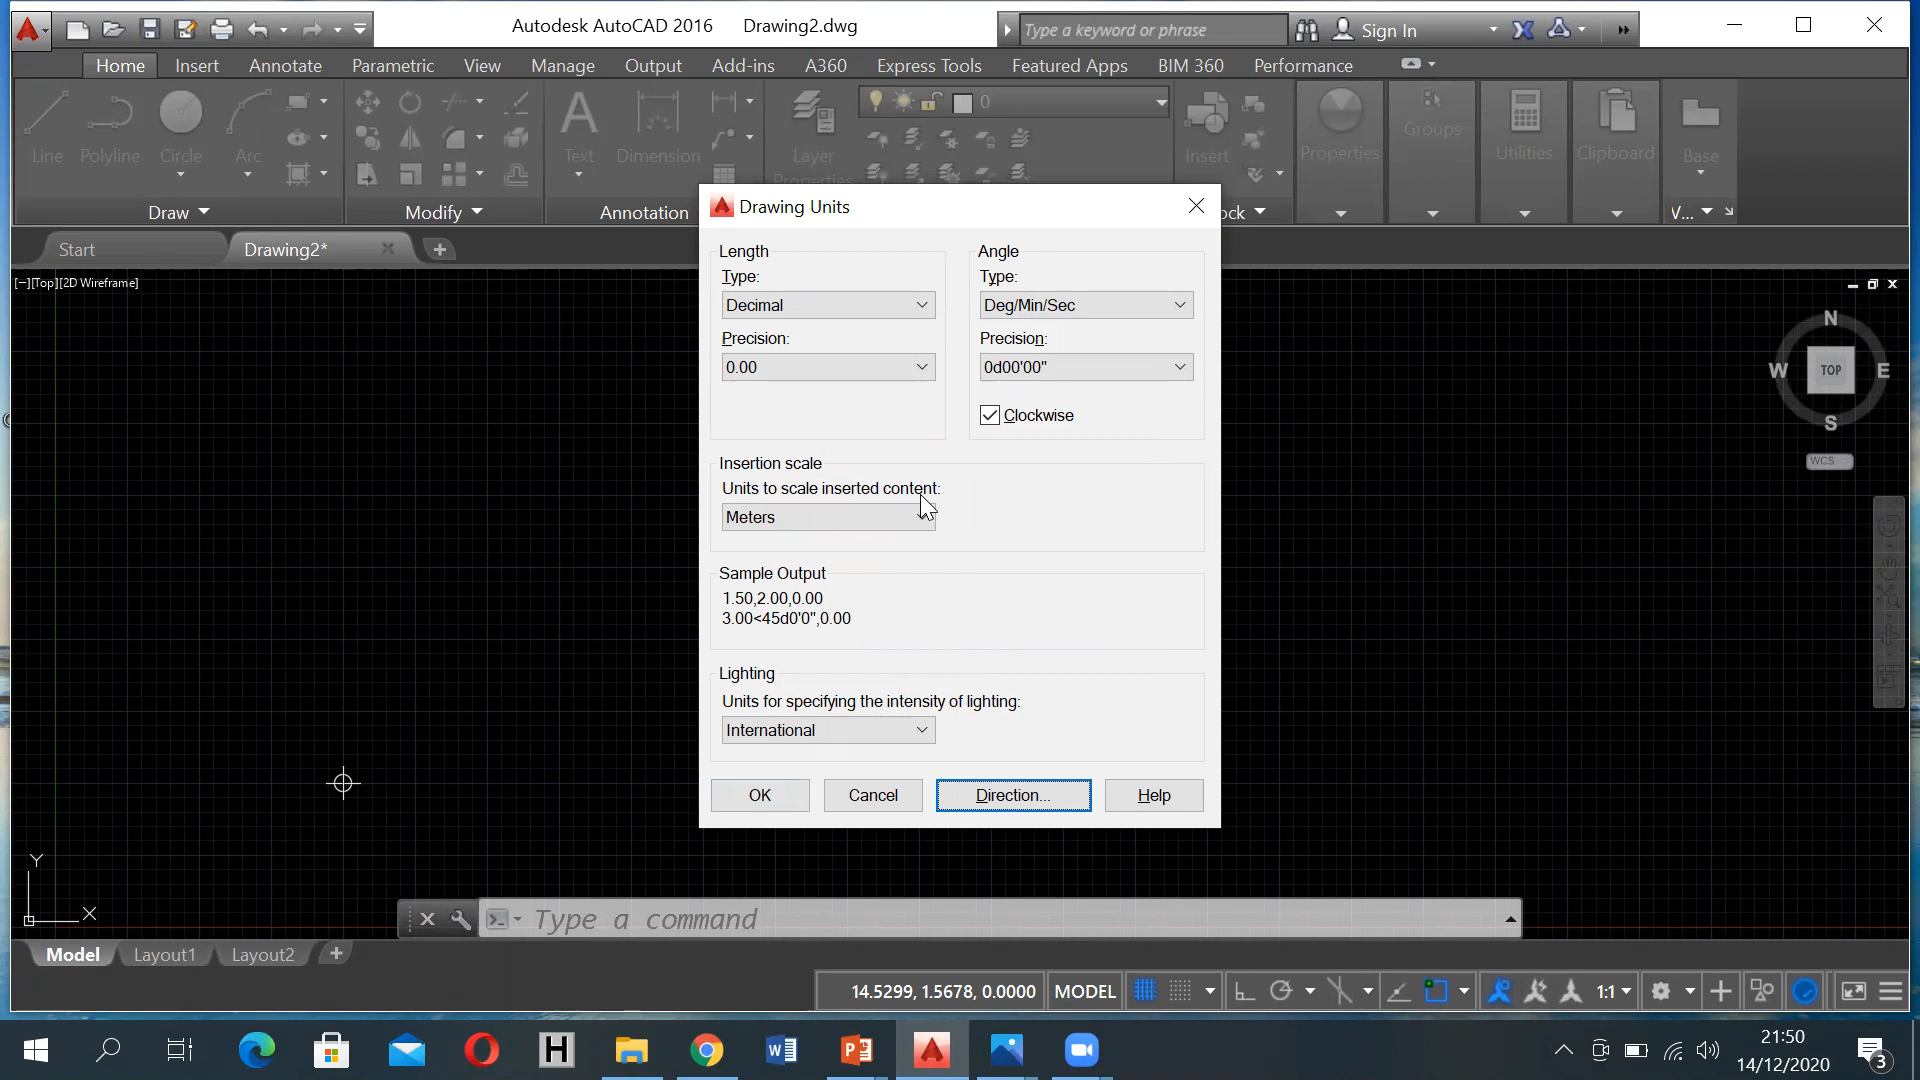 Autodesk AutoCAD 2016 Drawing2.dwg
Type a keyword or phrase
Sign In
Home Insert Annotate Parametric View Manage Output Add-ins A360 Express Tools Featured Apps BIM 360 Performance
Line Polyline Circle Arc
Text Dimension
Layer
0
Insert
Properties
Groups
Utilities
Clipboard
Base
Draw
Modify
Annotation
ock
V...
Start
Drawing2*
[−][Top][2D Wireframe]
N
W TOP E
S
WCS
Drawing Units
Length
Type:
Decimal
Precision:
0.00
Angle
Type:
Deg/Min/Sec
Precision:
0d00'00"
Clockwise
Insertion scale
Units to scale inserted content:
Meters
Sample Output
1.50,2.00,0.00
3.00<45d0'0",0.00
Lighting
Units for specifying the intensity of lighting:
International
OK Cancel Direction... Help
Y
X
Type a command
Model Layout1 Layout2
14.5299, 1.5678, 0.0000 MODEL 1:1
21:50
14/12/2020
3